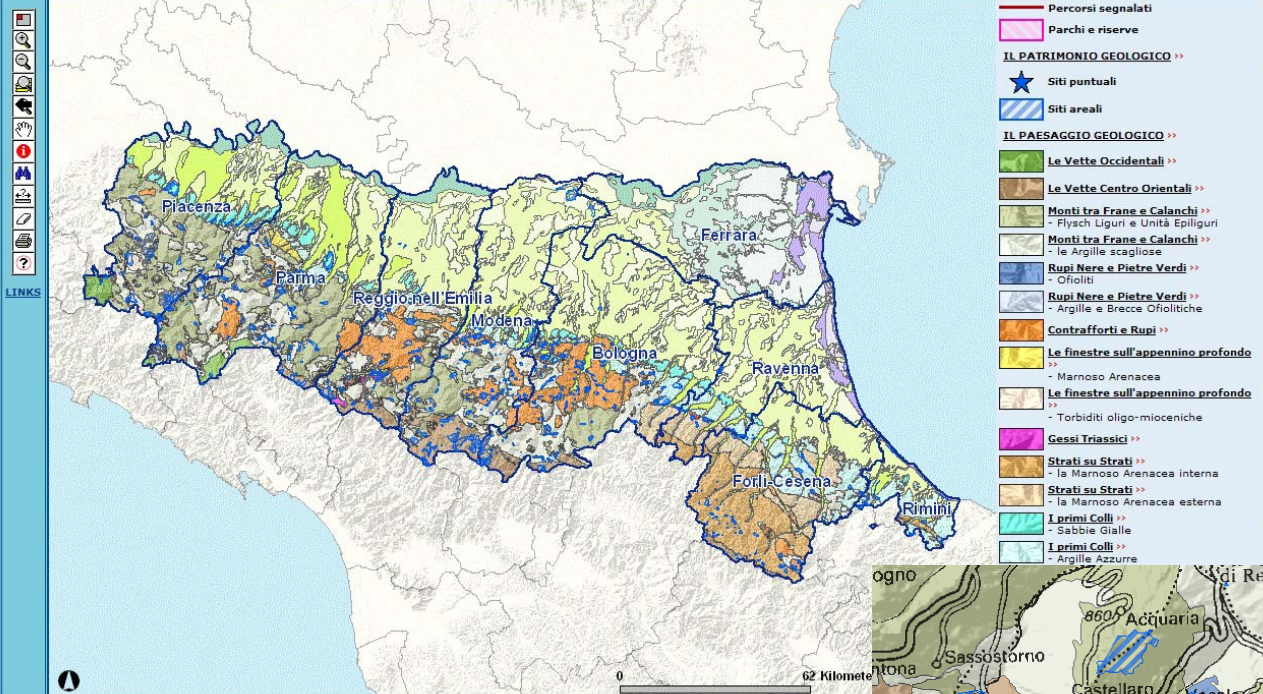 LINKS
Piacenza
Parma
Reggio nell'Emilia
Modena
Bologna
Ferrara
Ravenna
Forlì-Cesena
Rimini
0
62 Kilomete
Percorsi segnalati
Parchi e riserve
IL PATRIMONIO GEOLOGICO >>
Siti puntuali
Siti areali
IL PAESAGGIO GEOLOGICO >>
Le Vette Occidentali >>
Le Vette Centro Orientali >>
Monti tra Frane e Calanchi >>
- Flysch Liguri e Unità Epiliguri
Monti tra Frane e Calanchi >>
- le Argille scagliose
Rupi Nere e Pietre Verdi >>
- Ofioliti
Rupi Nere e Pietre Verdi >>
- Argille e Brecce Ofiolitiche
Contrafforti e Rupi >>
Le finestre sull'appennino profondo
>>
- Marnoso Arenacea
Le finestre sull'appennino profondo
>>
- Torbiditi oligo-mioceniche
Gessi Triassici >>
Strati su Strati >>
- la Marnoso Arenacea interna
Strati su Strati >>
- la Marnoso Arenacea esterna
I primi Colli >>
- Sabbie Gialle
I primi Colli >>
- Argille Azzurre
ogno
di Re
860
Acquaria
Sassostorno
ntona
Castellaro